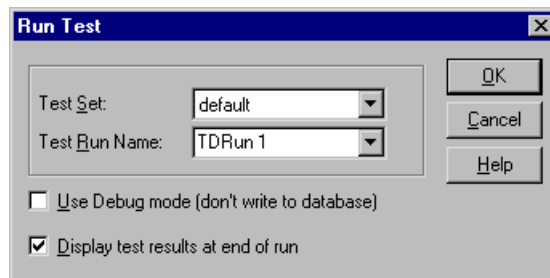 Run Test
Test Set: default
Test Run Name: TDRun 1
Use Debug mode (don't write to database)
Display test results at end of run
OK
Cancel
Help